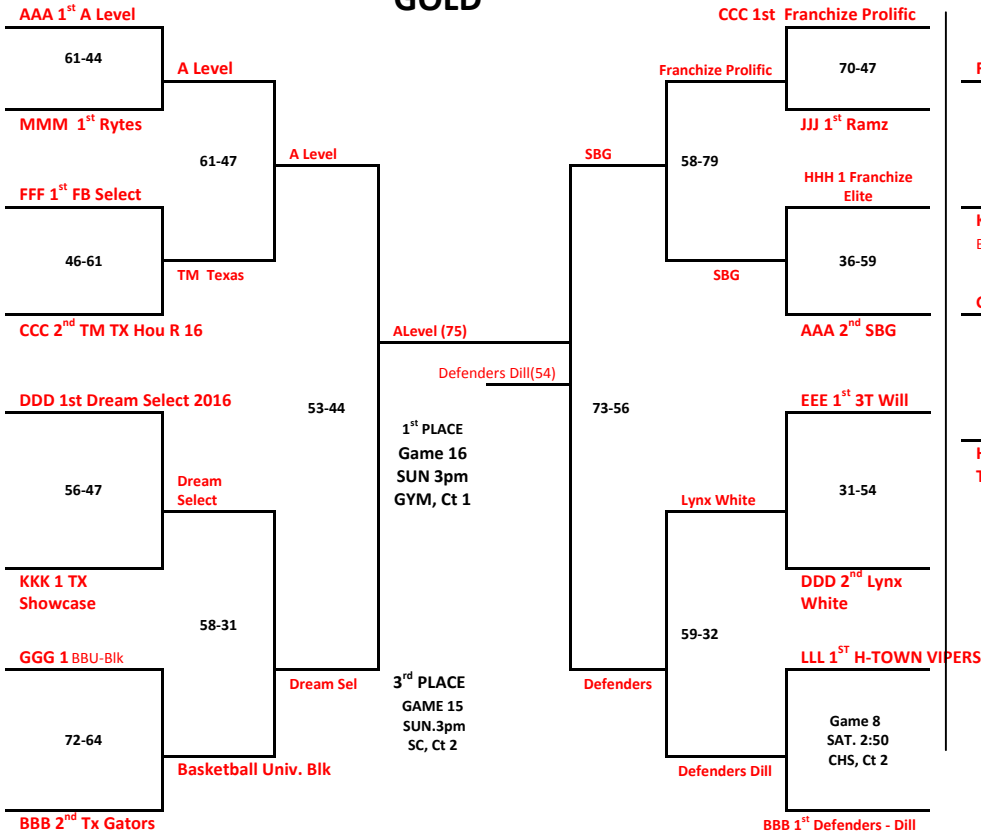 GOLD
AAA 1st A Level
61-44
A Level
MMM 1st Rytes
61-47
A Level
FFF 1st FB Select
46-61
TM Texas
CCC 2nd TM TX Hou R 16
DDD 1st Dream Select 2016
53-44
56-47
Dream
Select
KKK 1 TX
Showcase
58-31
GGG 1 BBU-Blk
Dream Sel
72-64
Basketball Univ. Blk
BBB 2nd Tx Gators
ALevel (75)
Defenders Dill(54)
1st PLACE
Game 16
SUN 3pm
GYM, Ct 1
3rd PLACE
GAME 15
SUN.3pm
SC, Ct 2
CCC 1st Franchize Prolific
70-47
Franchize Prolific
JJJ 1st Ramz
SBG
58-79
HHH 1 Franchize
Elite
36-59
SBG
AAA 2nd SBG
73-56
EEE 1st 3T Will
31-54
Lynx White
DDD 2nd Lynx
White
59-32
LLL 1ST H-TOWN VIPERS
Defenders
Game 8
SAT. 2:50
CHS, Ct 2
Defenders Dill
BBB 1st Defenders - Dill